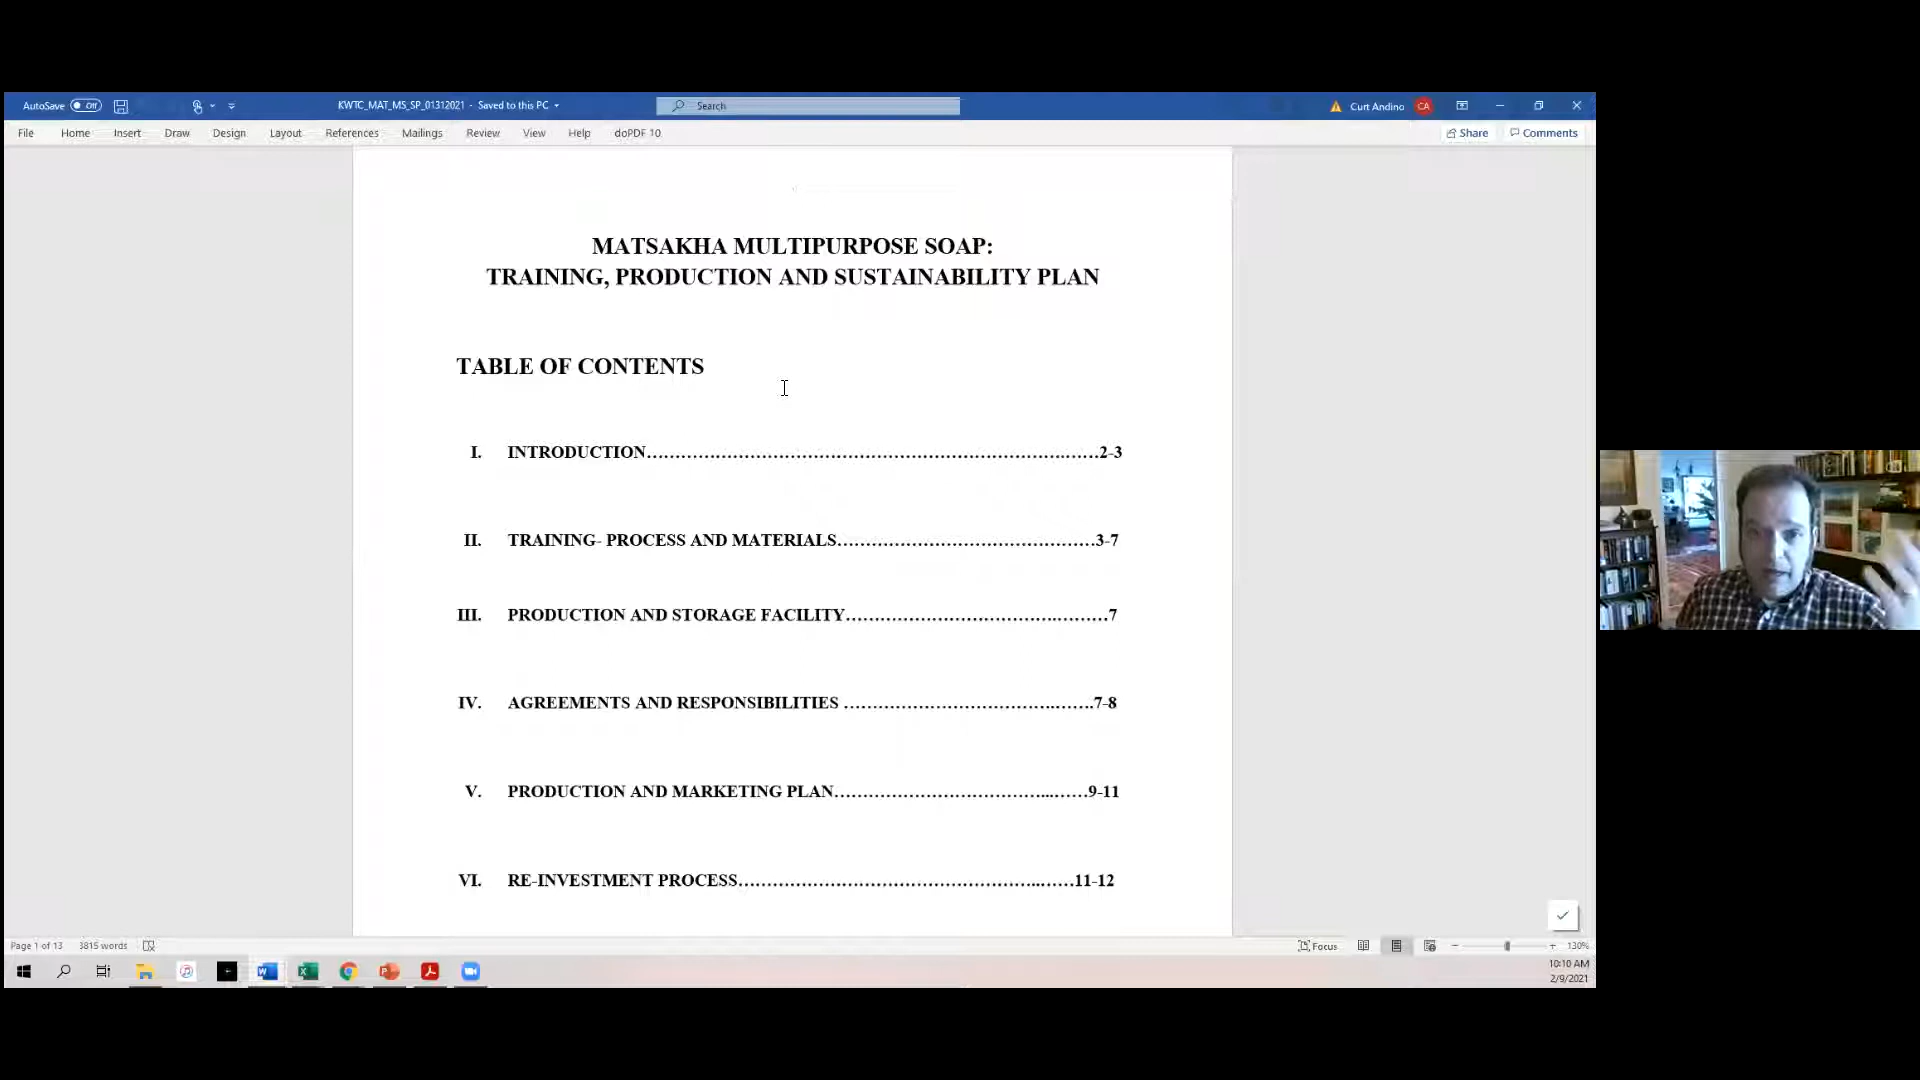 AutoSave Off KWTC_MAT_MS_SP_01312021 - Saved to this PC Search Curt Andino CA
File Home Insert Draw Design Layout References Mailings Review View Help doPDF 10 Share Comments
MATSAKHA MULTIPURPOSE SOAP:
TRAINING, PRODUCTION AND SUSTAINABILITY PLAN
TABLE OF CONTENTS
I. INTRODUCTION……………………………………………………………….……2-3
II. TRAINING- PROCESS AND MATERIALS………………………………………3-7
III. PRODUCTION AND STORAGE FACILITY……………………………….………7
IV. AGREEMENTS AND RESPONSIBILITIES ……………………………….…….7-8
V. PRODUCTION AND MARKETING PLAN………………………………...……9-11
VI. RE-INVESTMENT PROCESS……………………………………………...……11-12
Page 1 of 13 3815 words Focus 130%
10:10 AM
2/9/2021